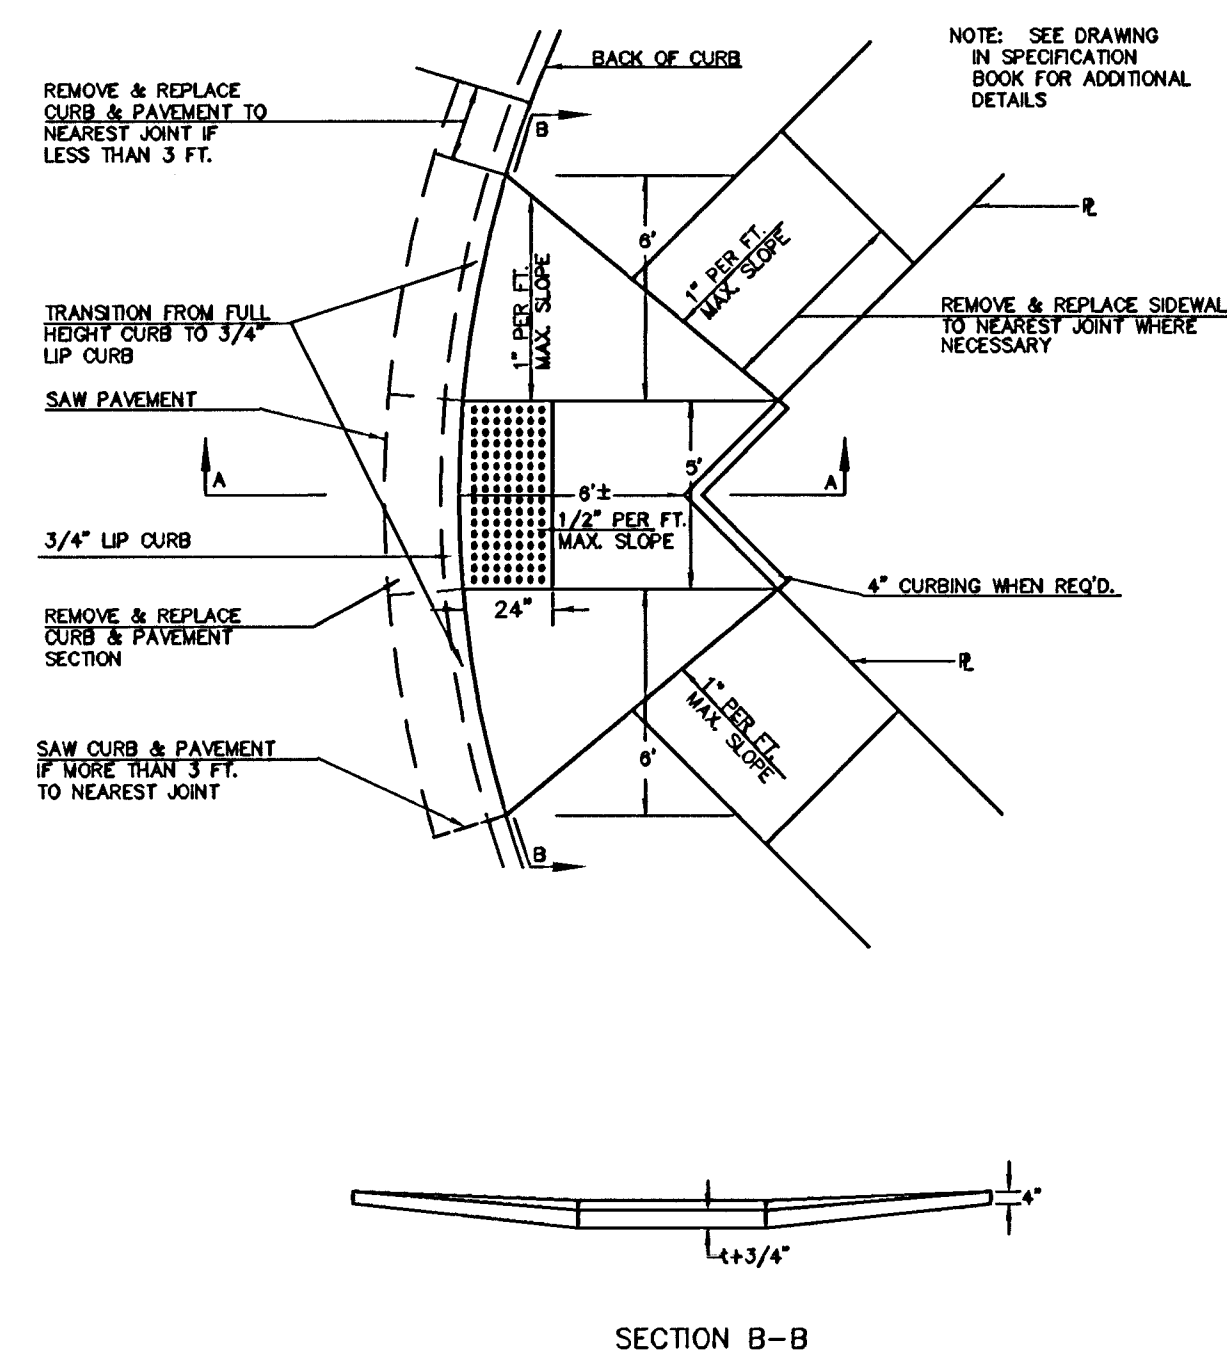 NOTE: SEE DRAWING
IN SPECIFICATION
BOOK FOR ADDITIONAL
DETAILS
BACK OF CURB
REMOVE & REPLACE
CURB & PAVEMENT TO
NEAREST JOINT IF
LESS THAN 3 FT.
B
6'
1" PER FT.
MAX. SLOPE
1" PER FT.
MAX. SLOPE
PL
TRANSITION FROM FULL
HEIGHT CURB TO 3/4"
LIP CURB
REMOVE & REPLACE SIDEWAL
TO NEAREST JOINT WHERE
NECESSARY
SAW PAVEMENT
A
5'
A
6'±
1/2" PER FT.
MAX. SLOPE
3/4" LIP CURB
4" CURBING WHEN REQ'D.
24"
REMOVE & REPLACE
CURB & PAVEMENT
SECTION
PL
1" PER FT.
MAX. SLOPE
6'
SAW CURB & PAVEMENT
IF MORE THAN 3 FT.
TO NEAREST JOINT
B
4"
t+3/4"
SECTION B-B